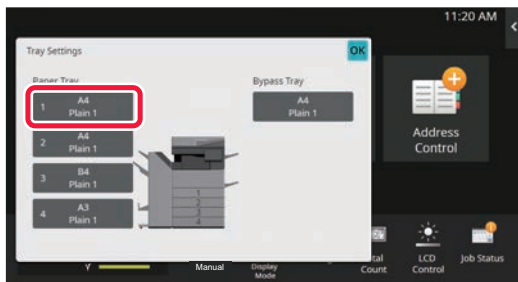 11:20 AM
Tray Settings
OK
Paper Tray
Bypass Tray
1 A4
Plain 1
A4
Plain 1
2 A4
Plain 1
3 B4
Plain 1
4 A3
Plain 1
1
2
3
4
Address
Control
Y
Manual
Display
Mode
Count
LCD
Control
Job Status